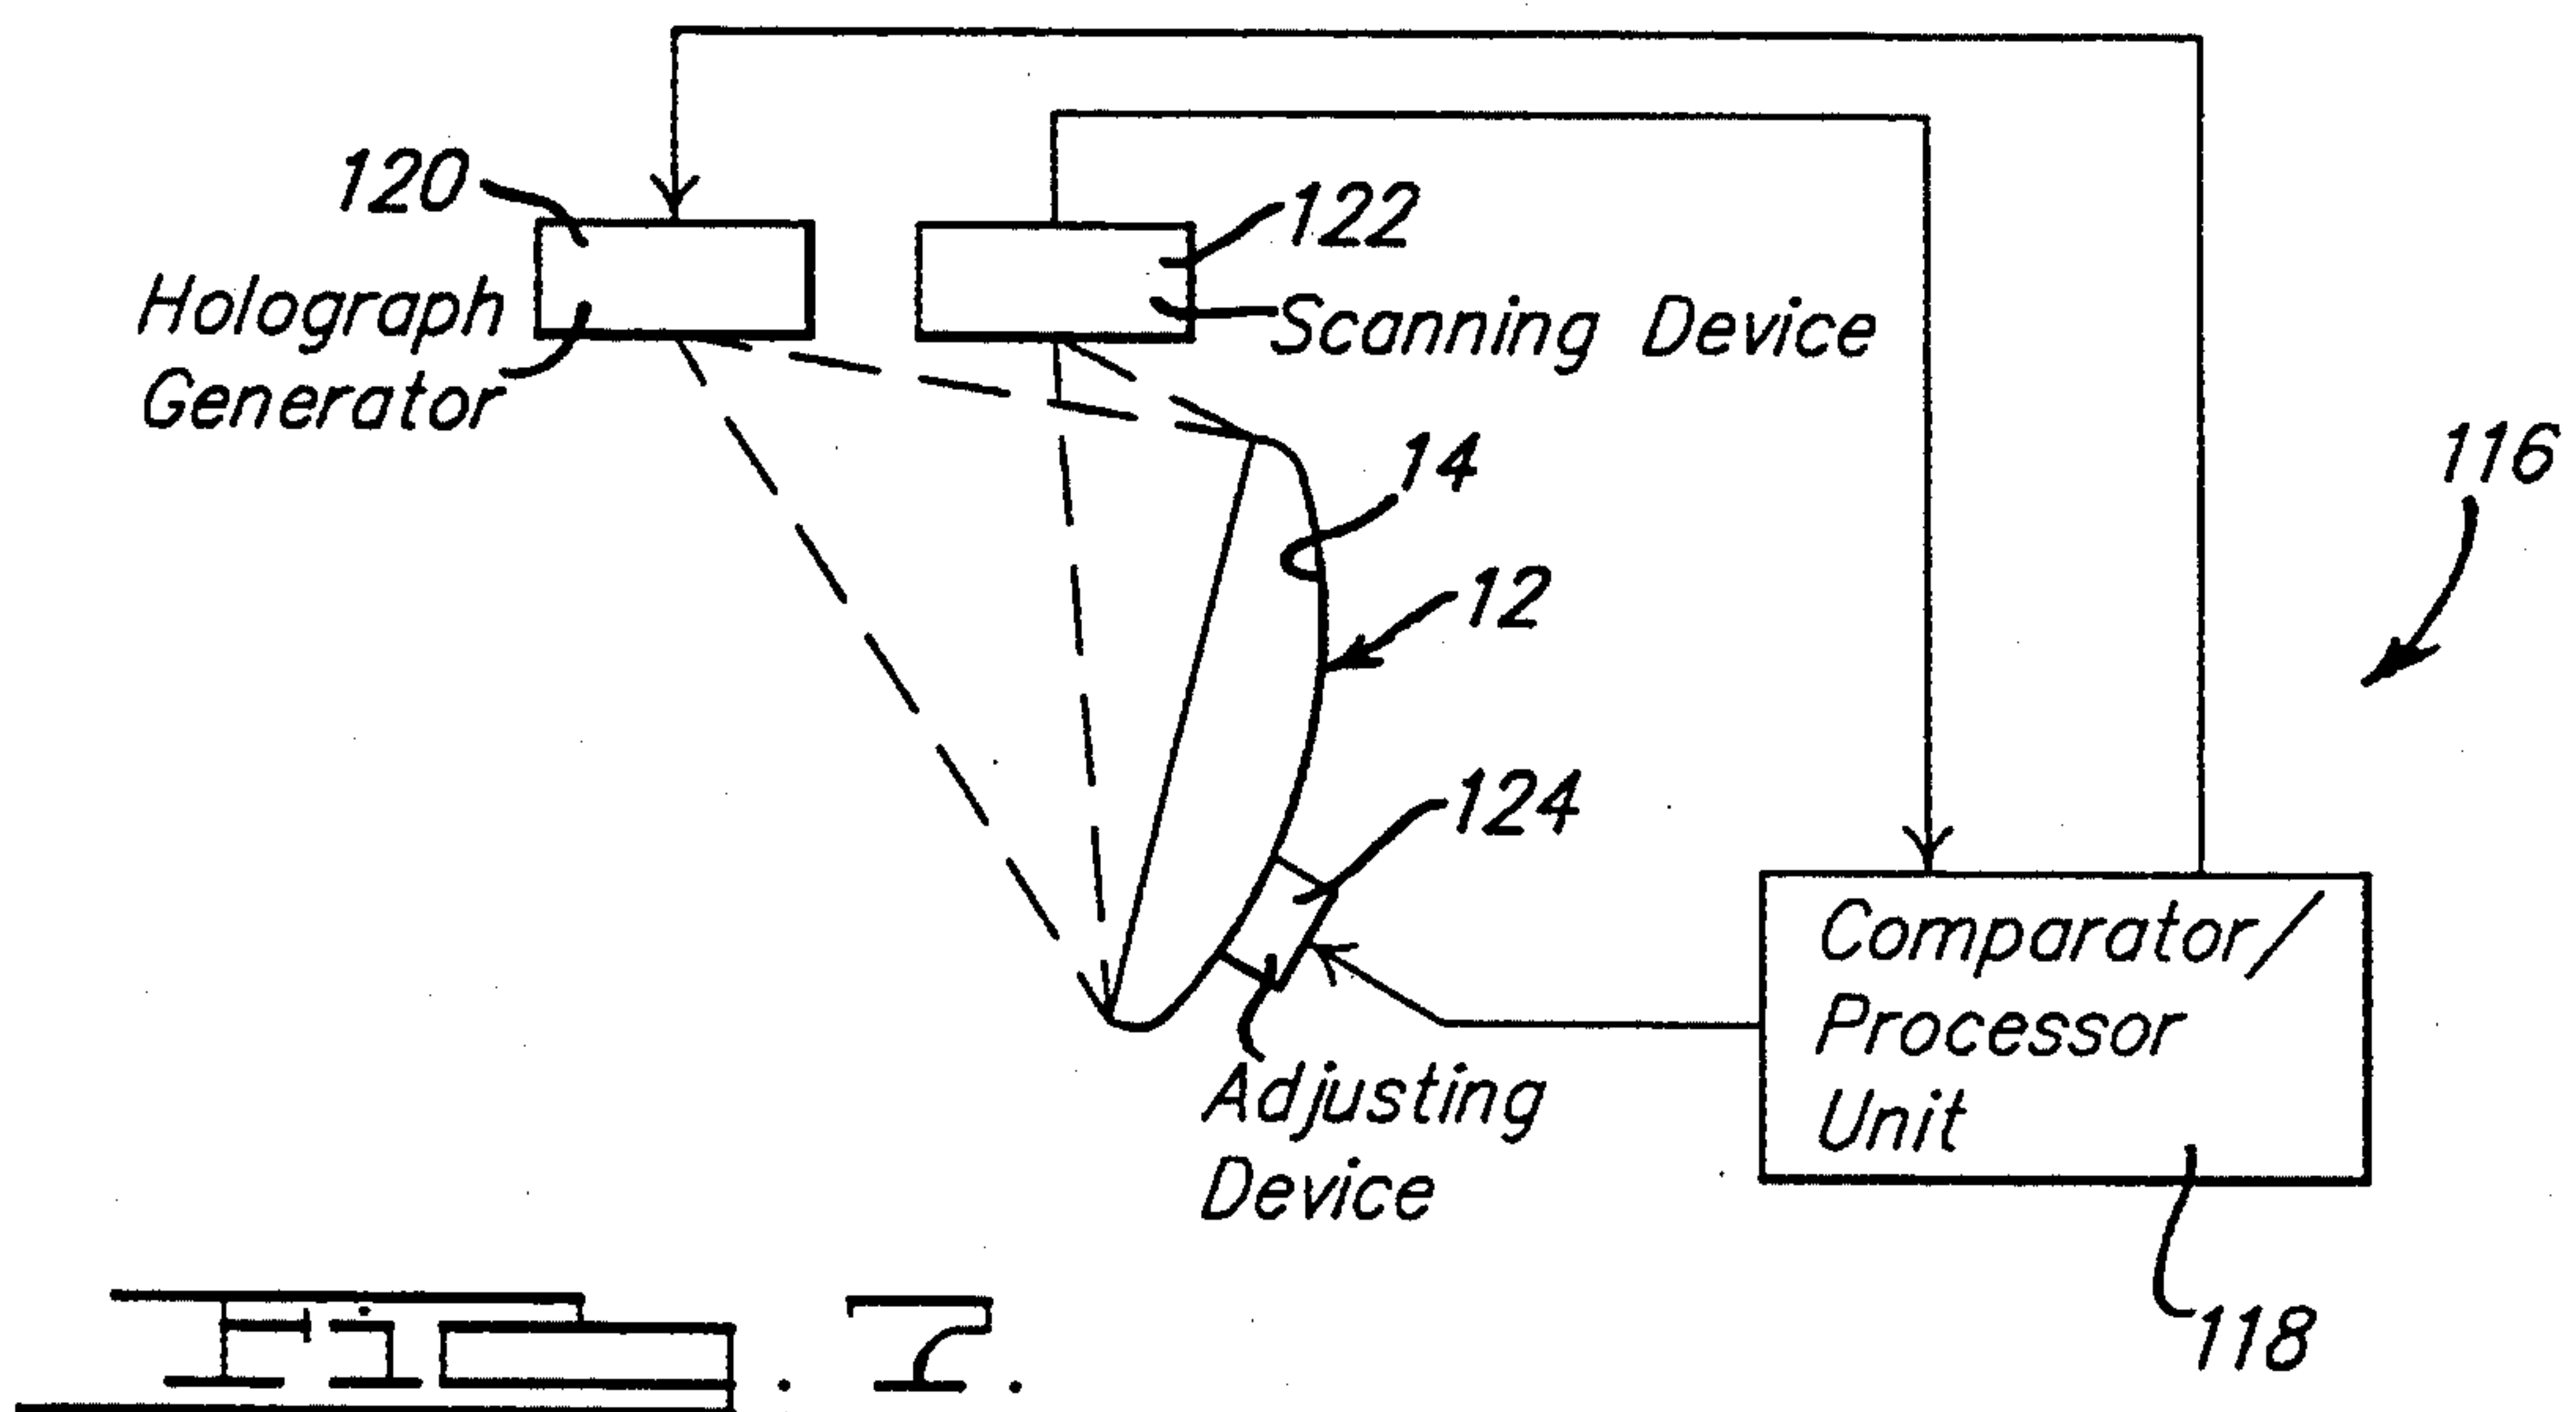 120
122
Holograph
Generator
Scanning Device
14
116
12
124
Comparator/
Processor
Unit
Adjusting
Device
118
Fig. 7.